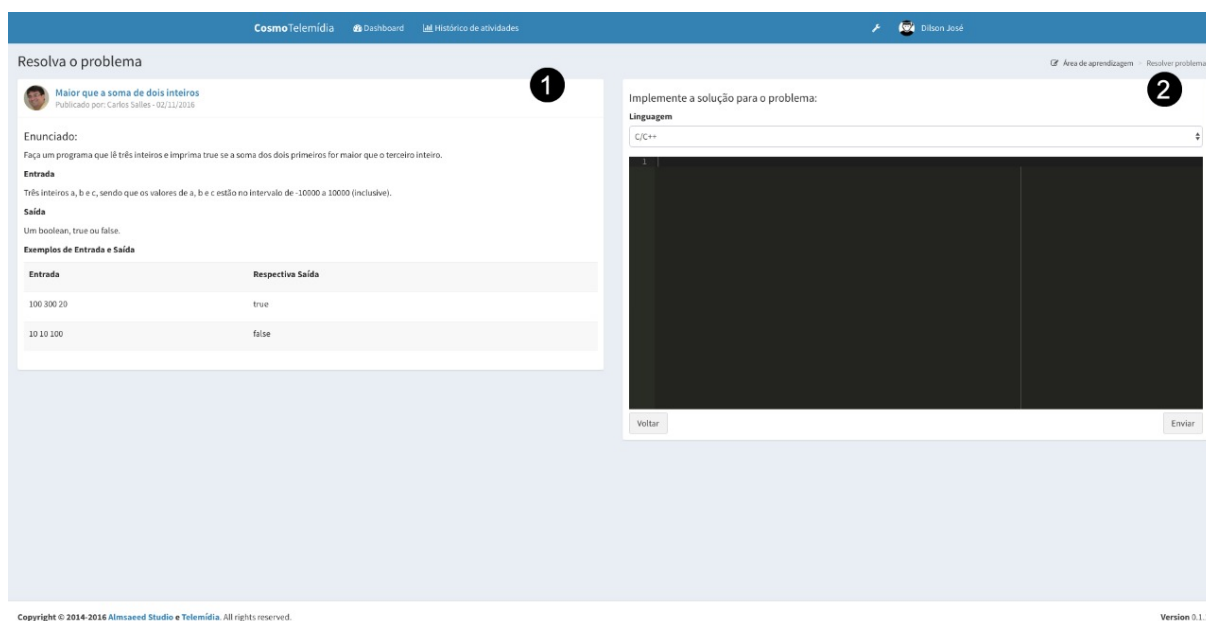 CosmoTelemídia Dashboard Histórico de atividades Dilson José
Resolva o problema
Área de aprendizagem > Resolver problema
1
Maior que a soma de dois inteiros
Publicado por: Carlos Salles - 02/11/2016
Enunciado:
Faça um programa que lê três inteiros e imprima true se a soma dos dois primeiros for maior que o terceiro inteiro.
Entrada
Três inteiros a, b e c, sendo que os valores de a, b e c estão no intervalo de -10000 a 10000 (inclusive).
Saída
Um boolean, true ou false.
Exemplos de Entrada e Saída
Entrada Respectiva Saída
100 300 20 true
10 10 100 false
2
Implemente a solução para o problema:
Linguagem
C/C++
1
Voltar Enviar
Copyright © 2014-2016 Almsaeed Studio e Telemídia. All rights reserved. Version 0.1.